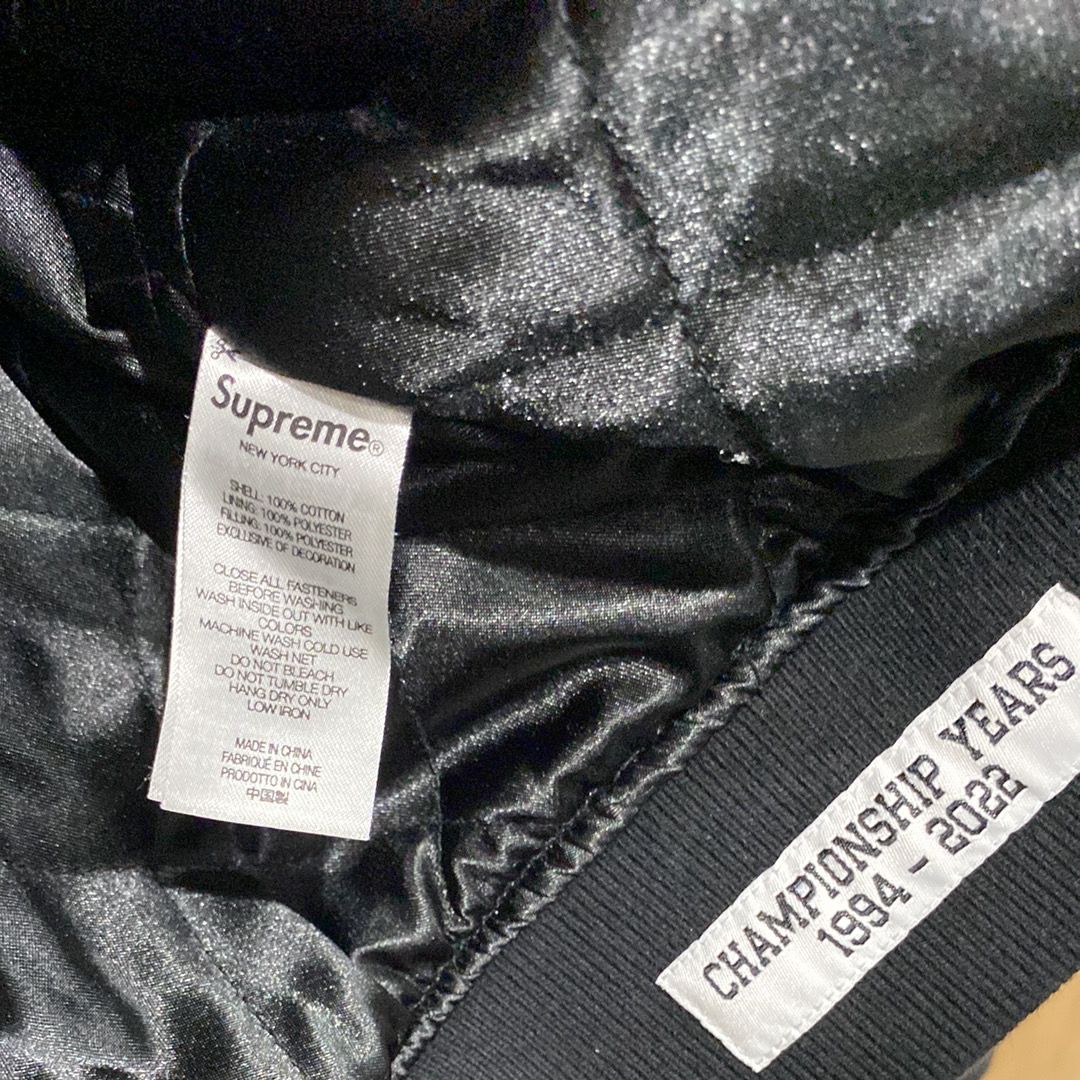 Supreme®
NEW YORK CITY
SHELL: 100% COTTON
LINING: 100% POLYESTER
FILLING: 100% POLYESTER
EXCLUSIVE OF DECORATION
CLOSE ALL FASTENERS
BEFORE WASHING
WASH INSIDE OUT WITH LIKE
COLORS
MACHINE WASH COLD USE
WASH NET
DO NOT BLEACH
DO NOT TUMBLE DRY
HANG DRY ONLY
LOW IRON
MADE IN CHINA
FABRIQUÉ EN CHINE
PRODOTTO IN CINA
中国製
CHAMPIONSHIP YEARS
1994 - 2022